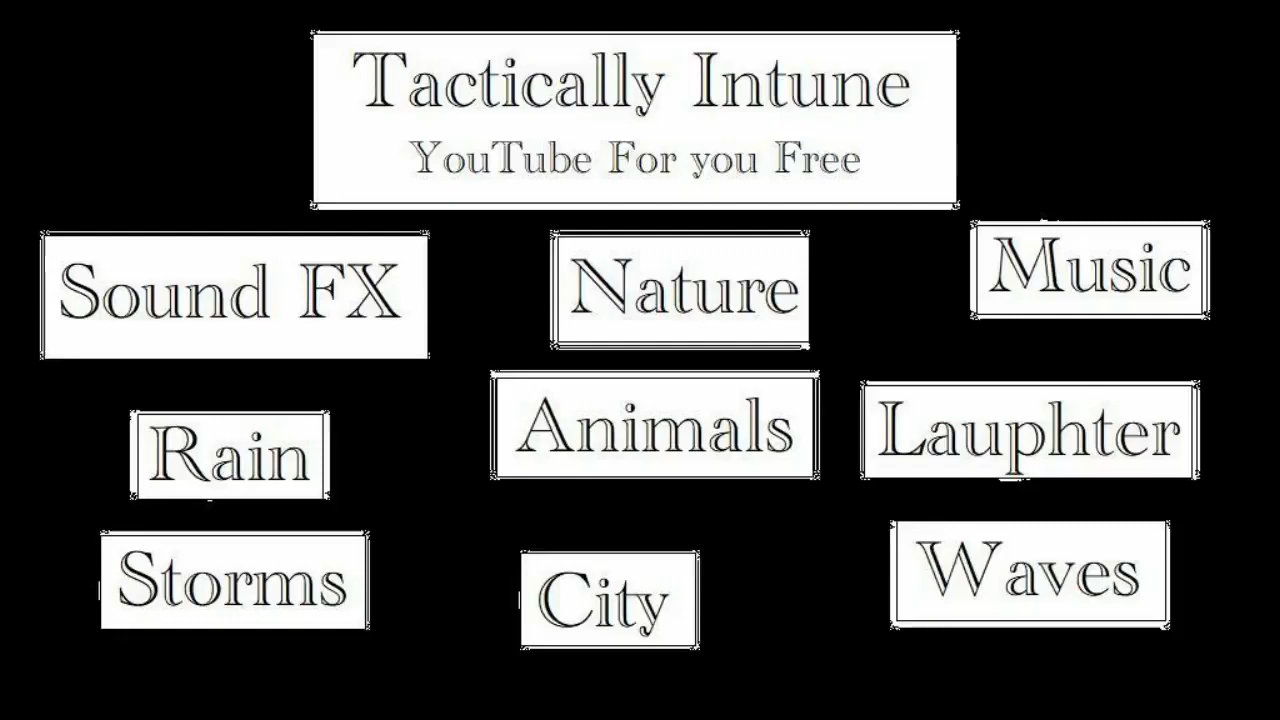 Tactically Intune
YouTube For you Free
Sound FX
Nature
Music
Rain
Animals
Lauphter
Storms
City
Waves